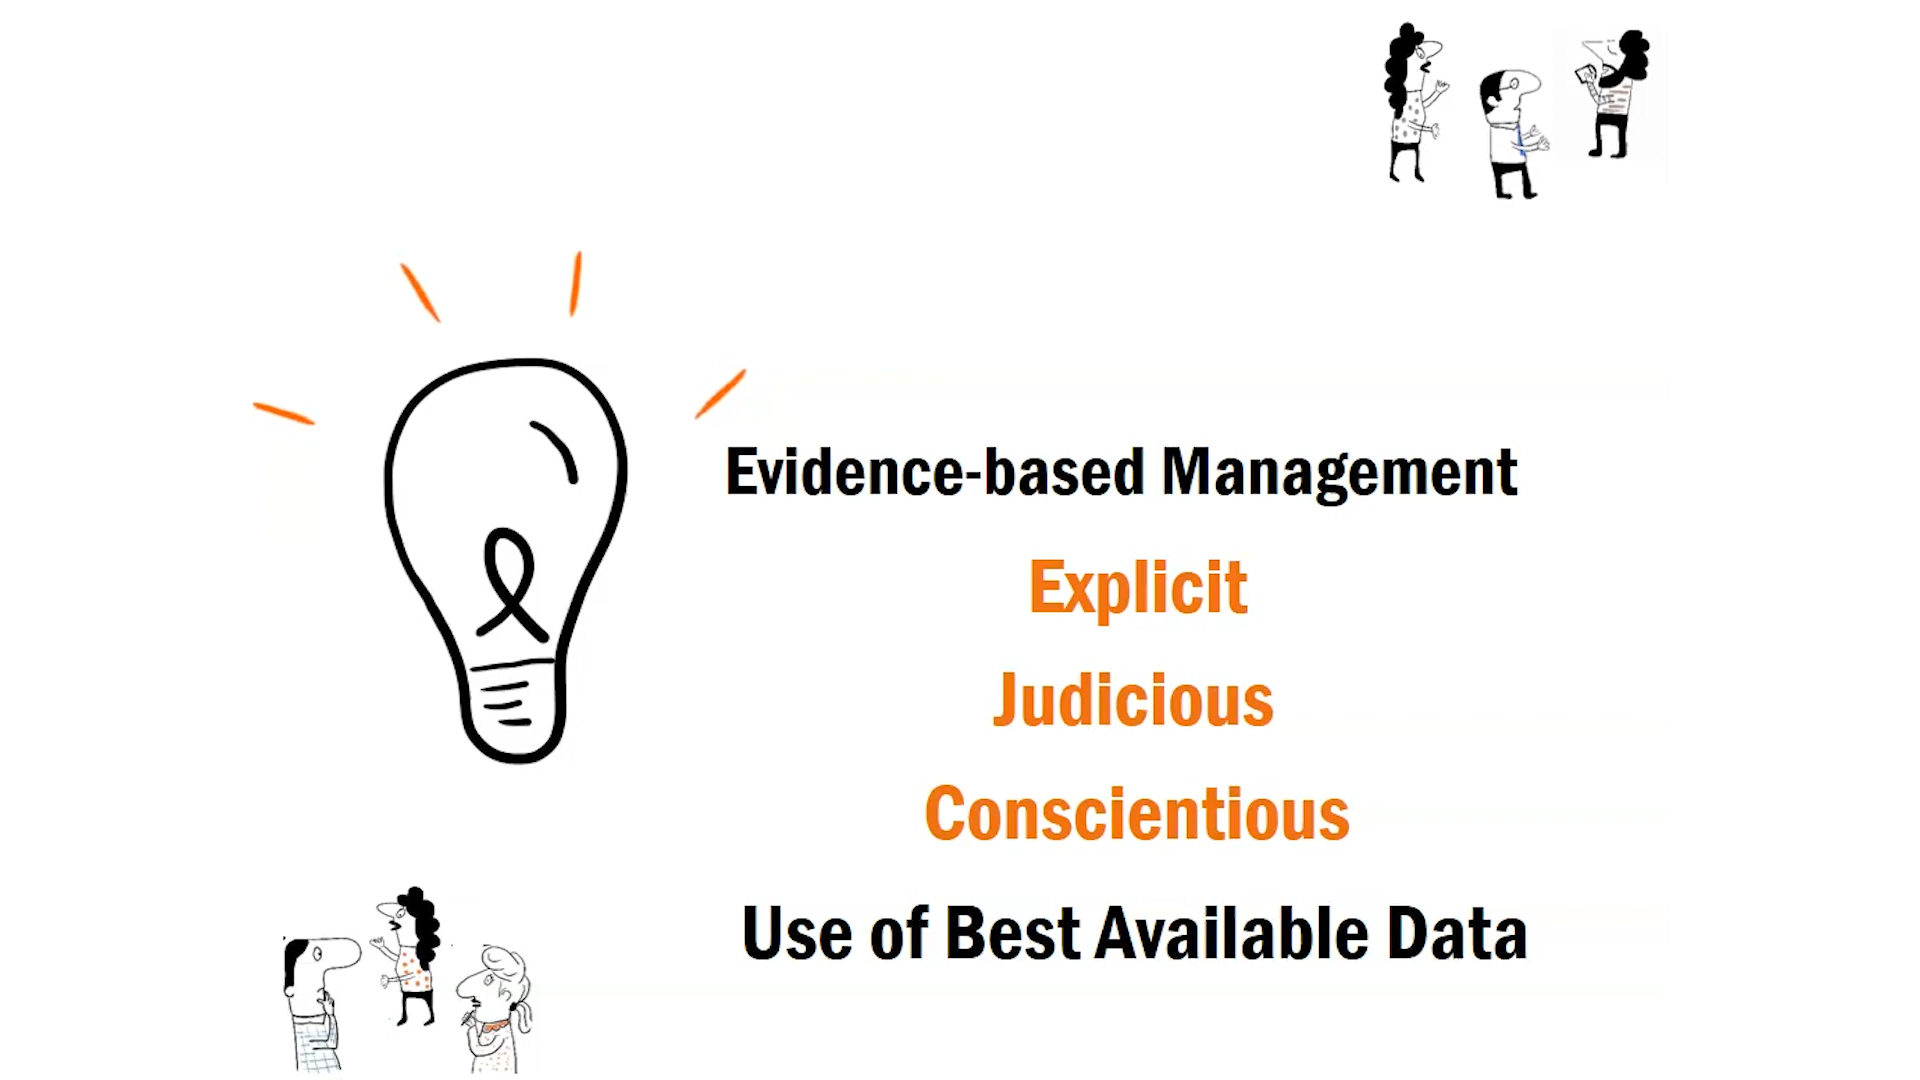 Evidence-based Management
Explicit
Judicious
Conscientious
Use of Best Available Data